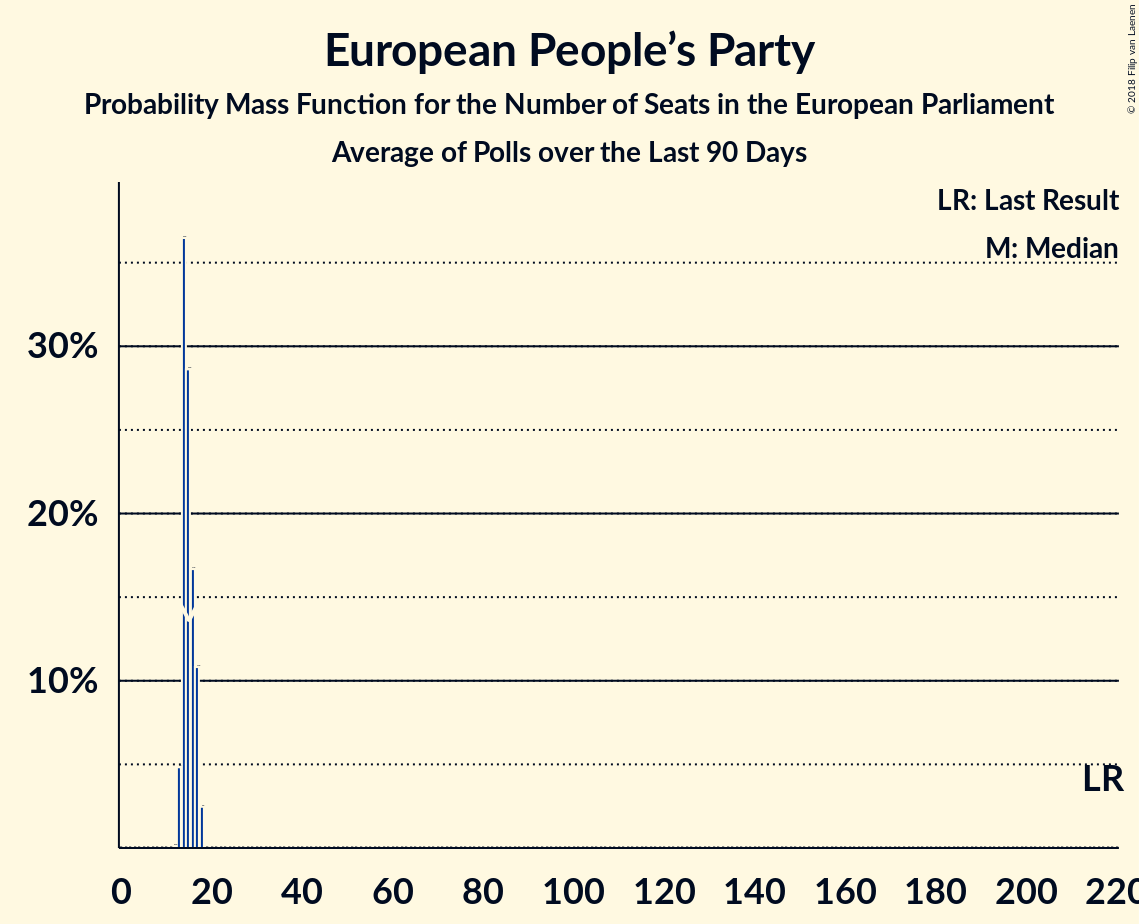 European People’s Party
Probability Mass Function for the Number of Seats in the European Parliament
Average of Polls over the Last 90 Days
© 2018 Filip van Laenen
LR: Last Result
M: Median
30%
20%
10%
LR
0 20 40 60 80 100 120 140 160 180 200 220